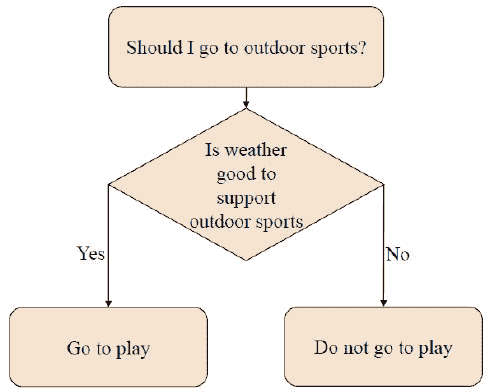 Should I go to outdoor sports?
Is weather
good to
support
outdoor sports
Yes
No
Go to play
Do not go to play